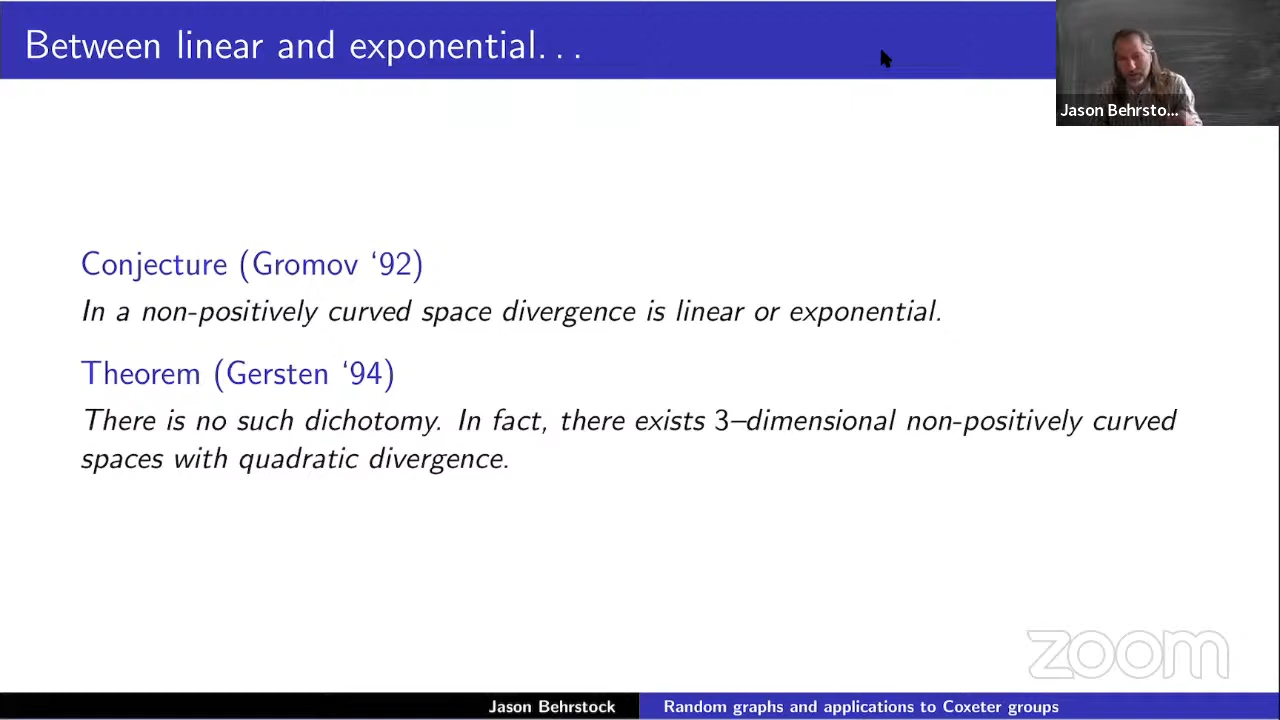 Between linear and exponential. . .
Jason Behrsto...
Conjecture (Gromov ‘92)
In a non-positively curved space divergence is linear or exponential.
Theorem (Gersten ‘94)
There is no such dichotomy. In fact, there exists 3–dimensional non-positively curved
spaces with quadratic divergence.
zoom
Jason Behrstock
Random graphs and applications to Coxeter groups